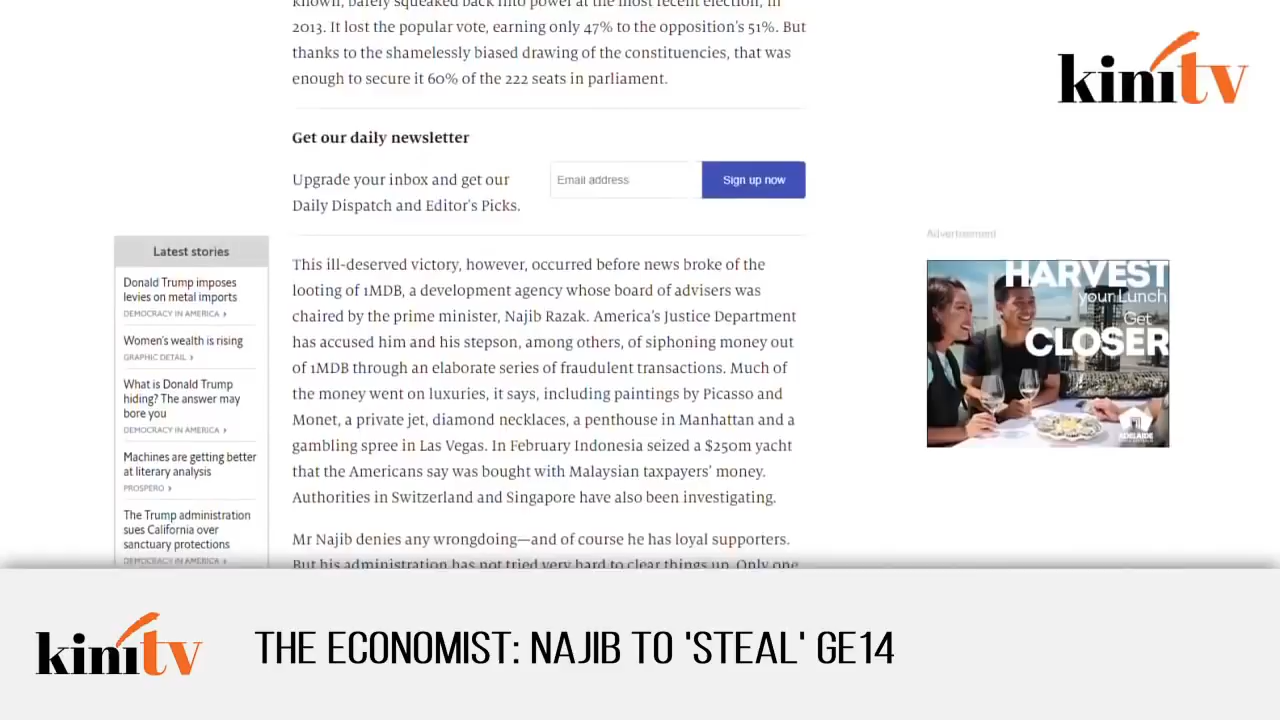 known, barely squeaked back into power at the most recent election, in
2013. It lost the popular vote, earning only 47% to the opposition's 51%. But
thanks to the shamelessly biased drawing of the constituencies, that was
enough to secure it 60% of the 222 seats in parliament.
kinitv
Get our daily newsletter
Upgrade your inbox and get our
Daily Dispatch and Editor's Picks.
Email address
Sign up now
Latest stories
Donald Trump imposes
levies on metal imports
DEMOCRACY IN AMERICA
Women's wealth is rising
GRAPHIC DETAIL
What is Donald Trump
hiding? The answer may
bore you
DEMOCRACY IN AMERICA
Machines are getting better
at literary analysis
PROSPERO
The Trump administration
sues California over
sanctuary protections
DEMOCRACY IN AMERICA
This ill-deserved victory, however, occurred before news broke of the
looting of 1MDB, a development agency whose board of advisers was
chaired by the prime minister, Najib Razak. America's Justice Department
has accused him and his stepson, among others, of siphoning money out
of 1MDB through an elaborate series of fraudulent transactions. Much of
the money went on luxuries, it says, including paintings by Picasso and
Monet, a private jet, diamond necklaces, a penthouse in Manhattan and a
gambling spree in Las Vegas. In February Indonesia seized a $250m yacht
that the Americans say was bought with Malaysian taxpayers' money.
Authorities in Switzerland and Singapore have also been investigating.
Mr Najib denies any wrongdoing—and of course he has loyal supporters.
But his administration has not tried very hard to clear things up. Only one
Advertisement
HARVEST
your Lunch
Get
CLOSER
ADELAIDE
kinitv
THE ECONOMIST: NAJIB TO 'STEAL' GE14